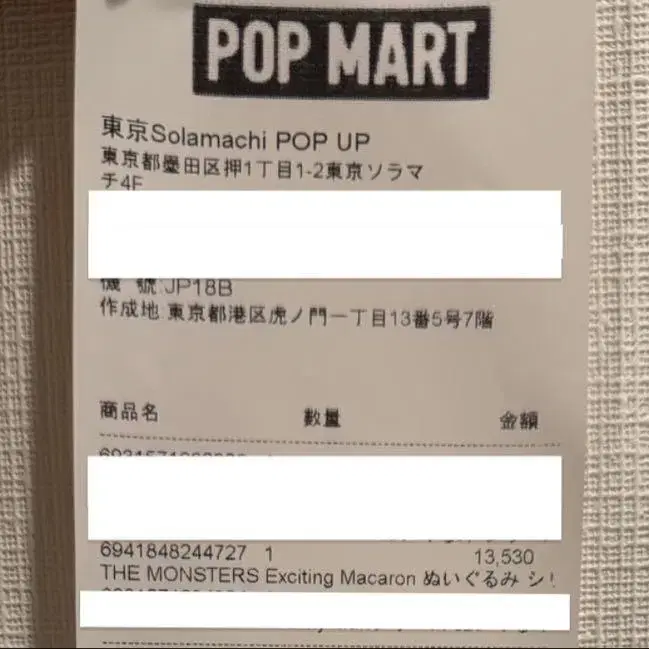 POP MART
東京Solamachi POP UP
東京都墨田区押1丁目1-2東京ソラマ
チ4F
機 號:JP18B
作成地:東京都港区虎ノ門一丁目13番5号7階
商品名 數量 金額
6941848244727 1 13,530
THE MONSTERS Exciting Macaron ぬいぐるみ シ